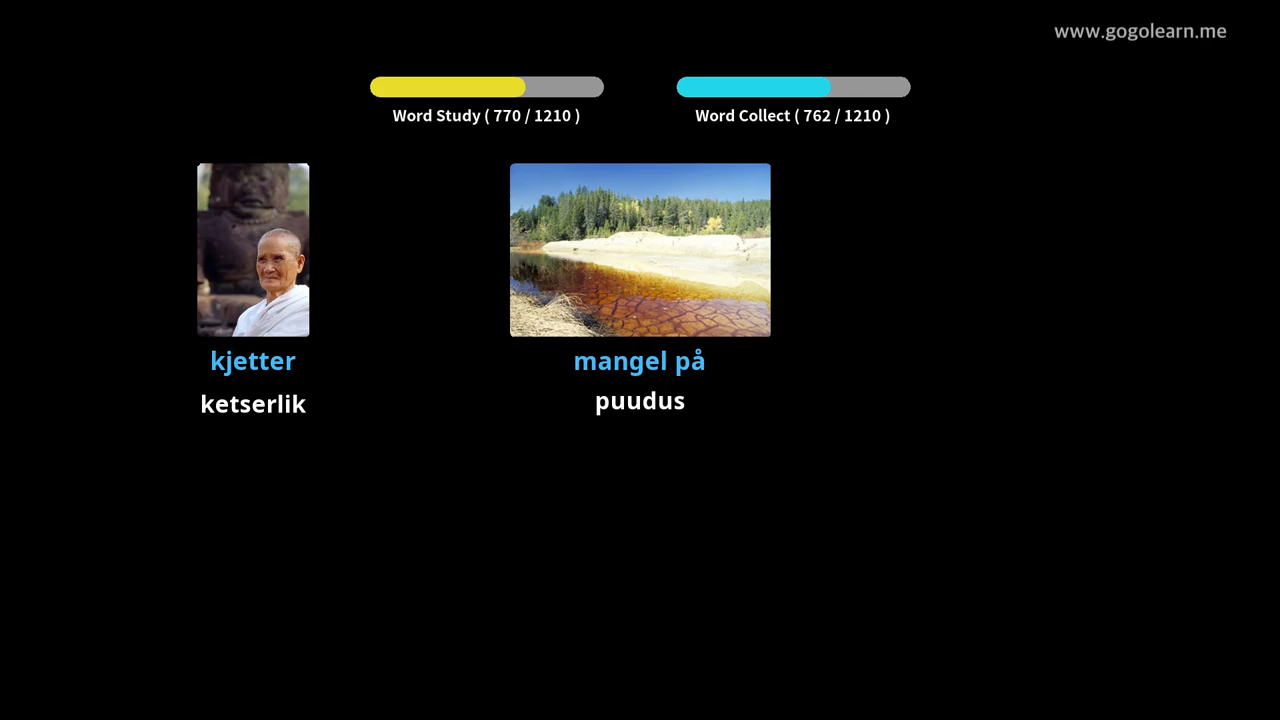 www.gogolearn.me
Word Study ( 770 / 1210 )
Word Collect ( 762 / 1210 )
kjetter
ketserlik
mangel på
puudus